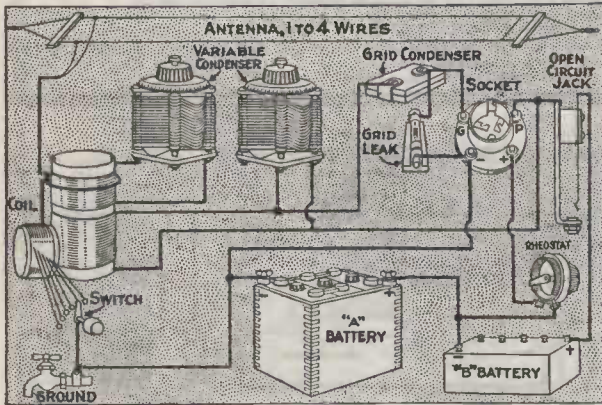 ANTENNA, 1 TO 4 WIRES
VARIABLE
CONDENSER
GRID CONDENSER
SOCKET
OPEN
CIRCUIT
JACK
G
P
GRID
LEAK
-
+
COIL
RHEOSTAT
SWITCH
-
+
"A"
BATTERY
-
+
"B" BATTERY
GROUND